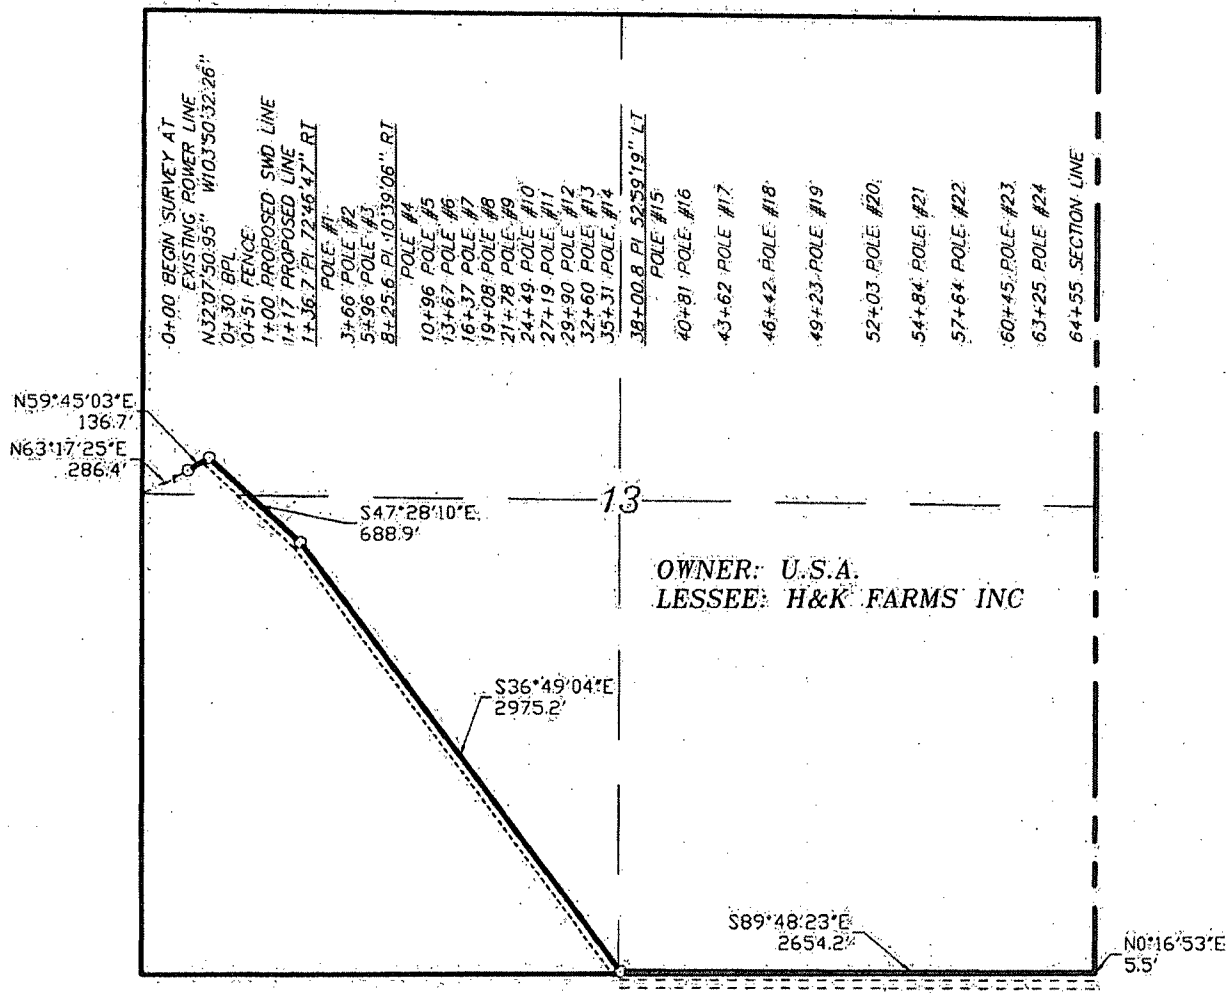 0+00 BEGIN SURVEY AT
EXISTING POWER LINE
N32°07'50.95" W103°50'32.26"
0+30 BPL
0+51 FENCE
1+00 PROPOSED SWD LINE
1+17 PROPOSED LINE
1+36.7 PI 72°46'47" RT
POLE #1
3+66 POLE #2
5+96 POLE #3
8+25.6 PI 10°39'06" RT
POLE #4
10+96 POLE #5
13+67 POLE #6
16+37 POLE #7
19+08 POLE #8
21+78 POLE #9
24+49 POLE #10
27+19 POLE #11
29+90 POLE #12
32+60 POLE #13
35+31 POLE #14
38+00.8 PI 52°59'19" LT
POLE #15
40+81 POLE #16
43+62 POLE #17
46+42 POLE #18
49+23 POLE #19
52+03 POLE #20
54+84 POLE #21
57+64 POLE #22
60+45 POLE #23
63+25 POLE #24
64+55 SECTION LINE
N59°45'03"E
136.7'
N63°17'25"E
286.4'
13
S47°28'10"E
688.9'
OWNER: U.S.A.
LESSEE: H&K FARMS INC
S36°49'04"E
2975.2'
S89°48'23"E
2654.2'
N0°16'53"E
5.5'